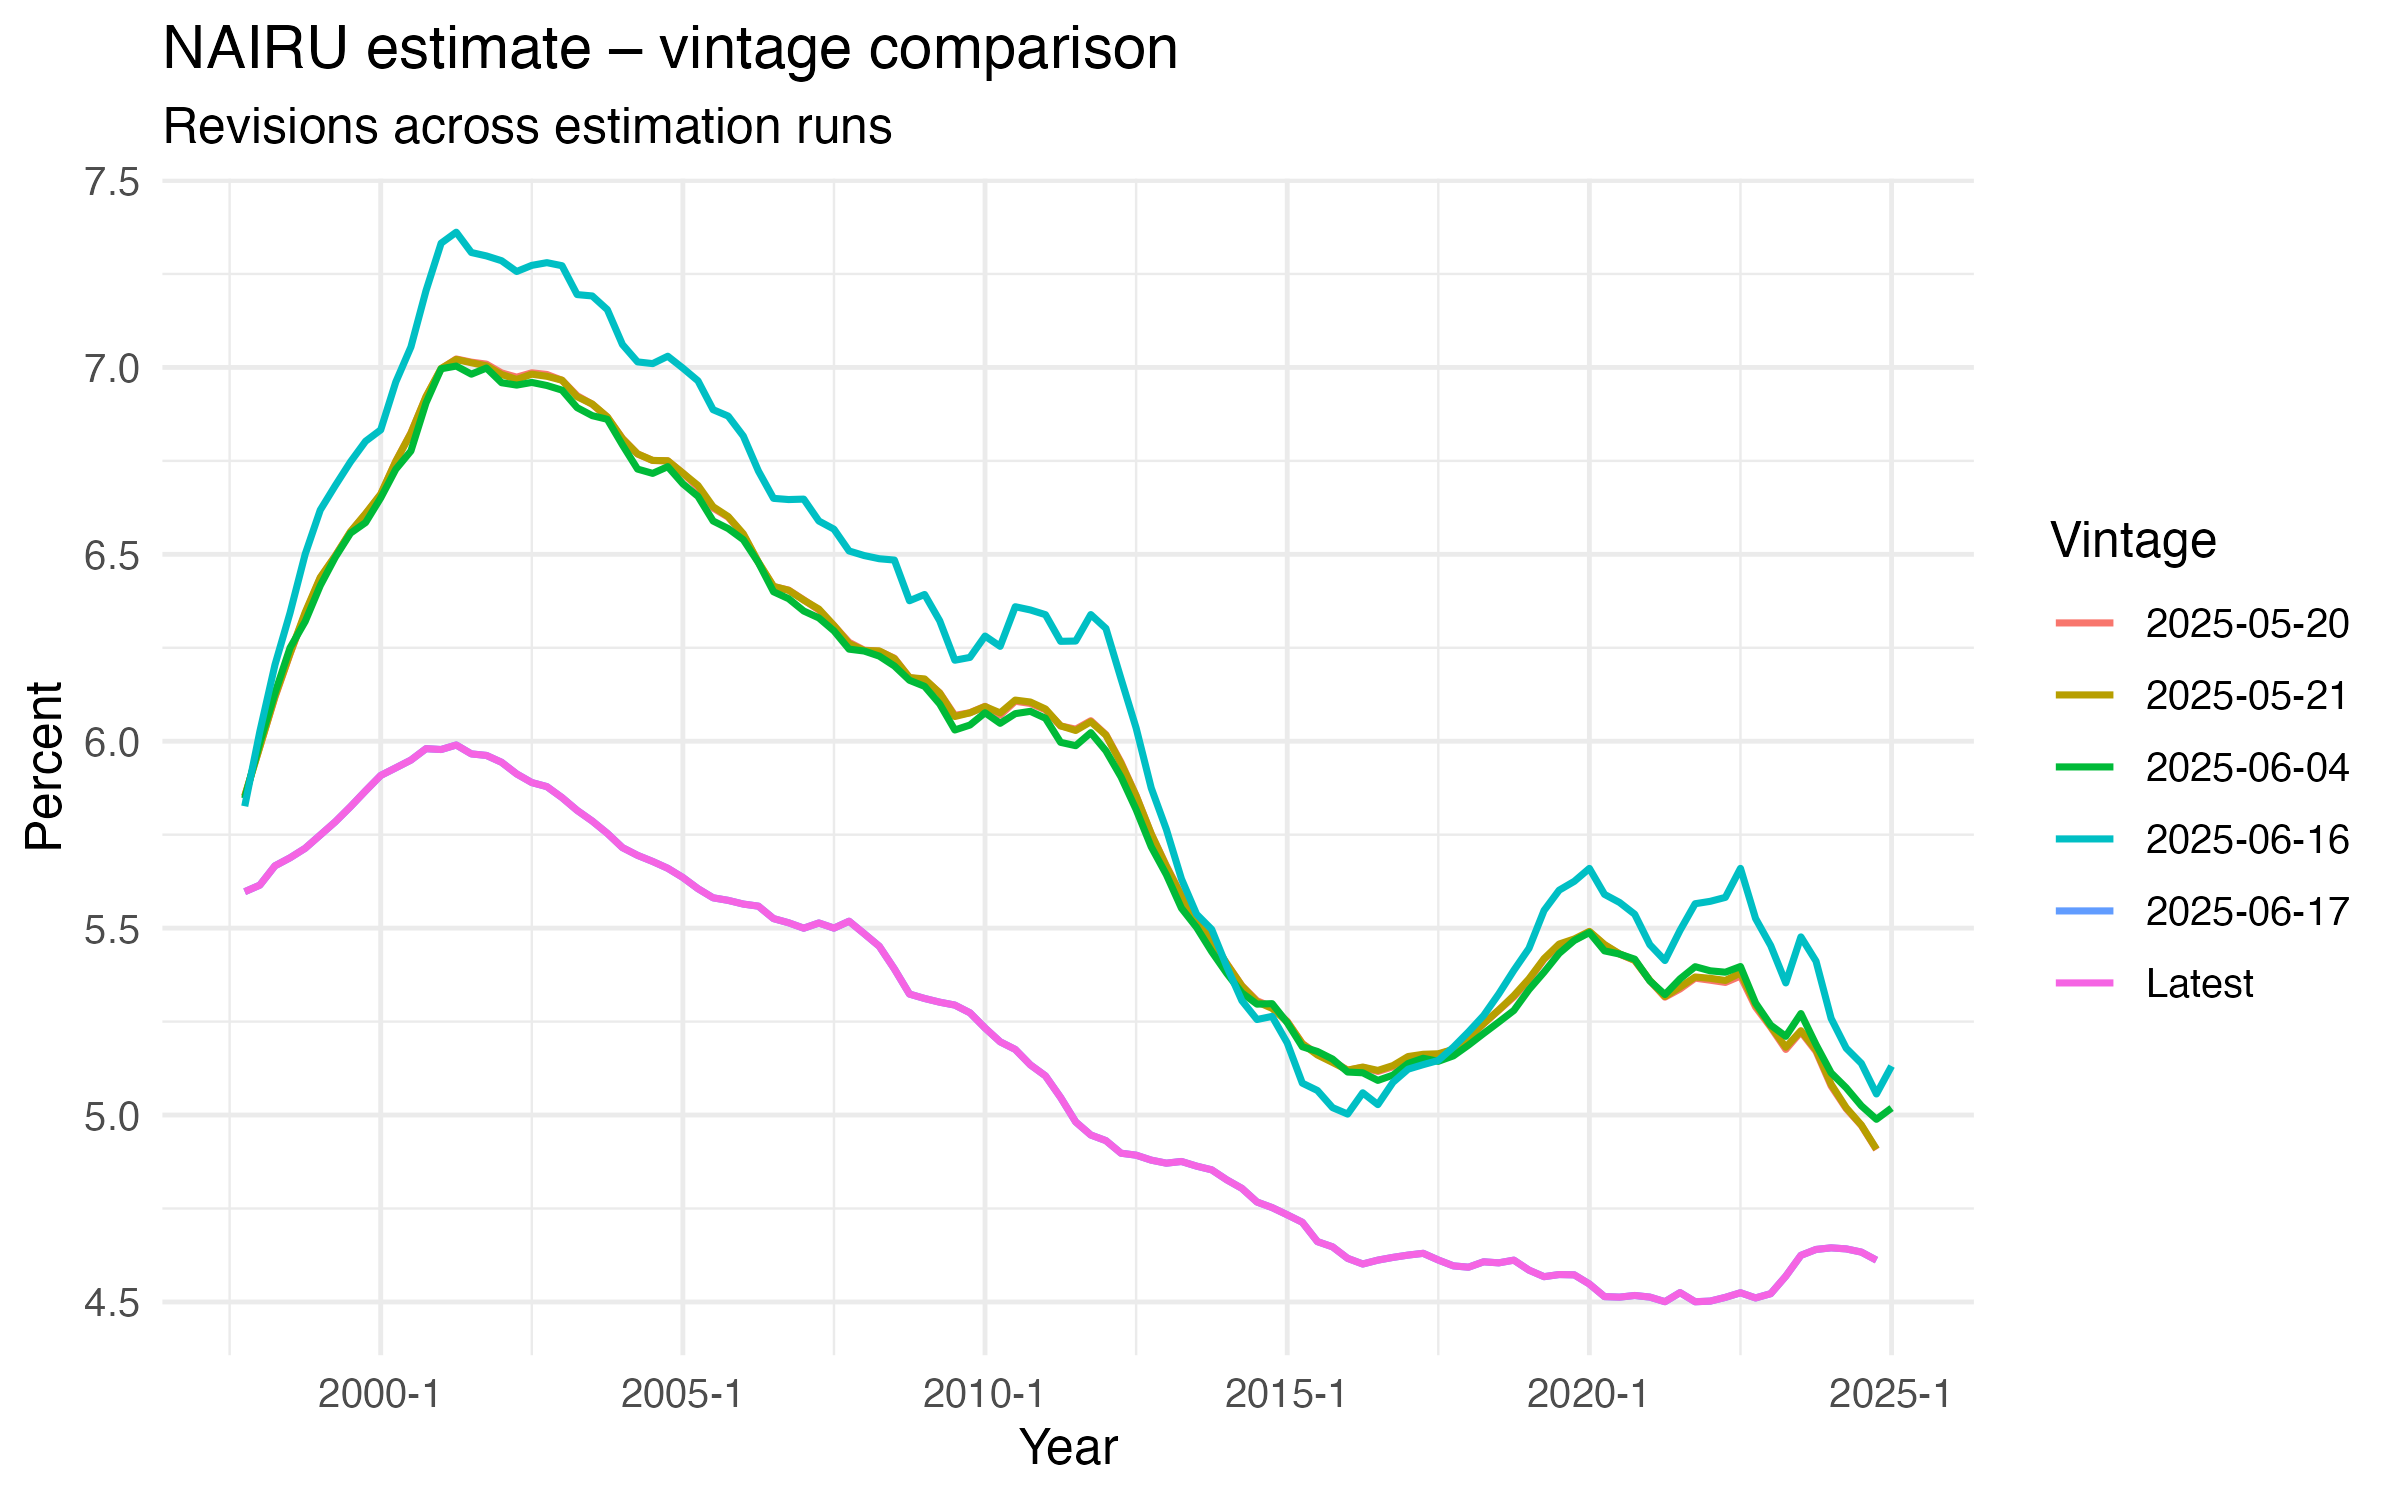 NAIRU estimate – vintage comparison
Revisions across estimation runs
7.5
7.0
6.5
6.0
5.5
5.0
4.5
Percent
2000-1 2005-1 2010-1 2015-1 2020-1 2025-1
Year
Vintage
2025-05-20
2025-05-21
2025-06-04
2025-06-16
2025-06-17
Latest